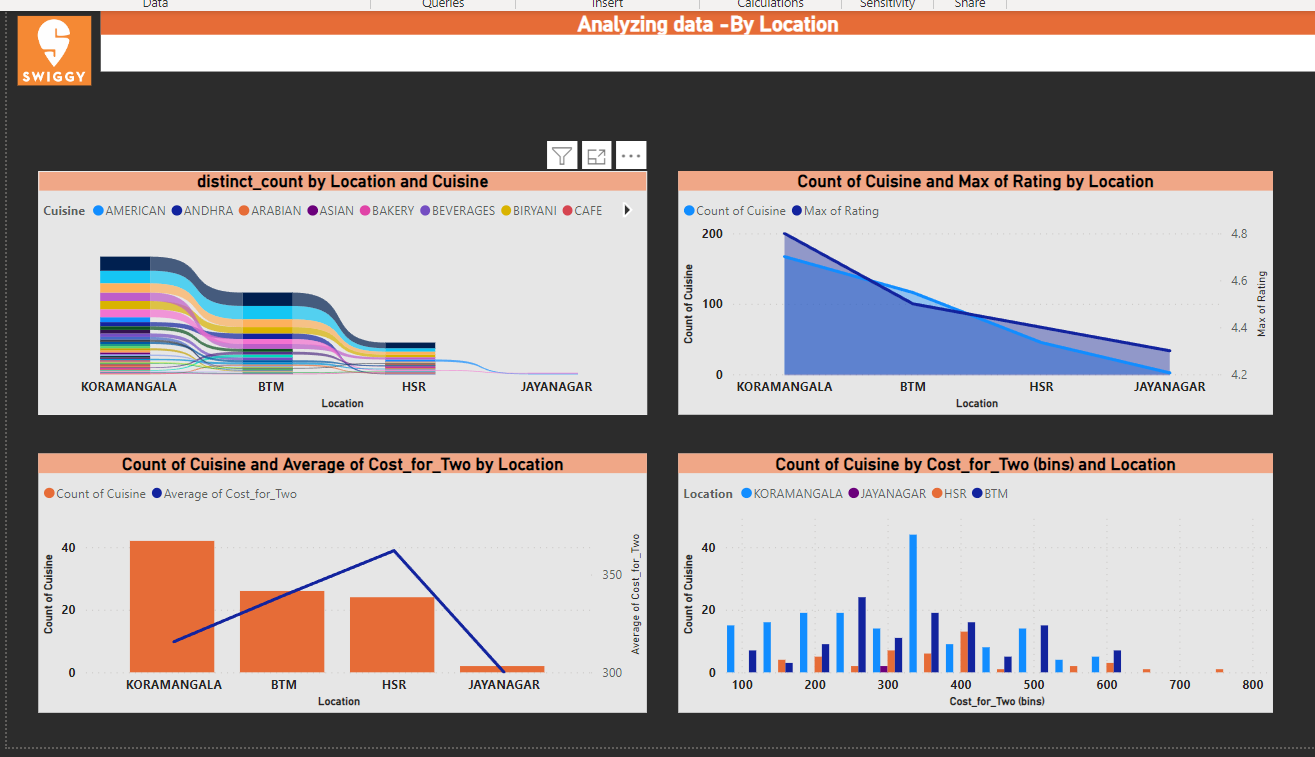 Data Queries Insert Calculations Sensitivity Share
Analyzing data -By Location
SWIGGY
distinct_count by Location and Cuisine
Cuisine AMERICAN ANDHRA ARABIAN ASIAN BAKERY BEVERAGES BIRYANI CAFE
KORAMANGALA BTM HSR JAYANAGAR
Location
Count of Cuisine and Max of Rating by Location
Count of Cuisine Max of Rating
Count of Cuisine
200
100
0
4.8
4.6
4.4
4.2
Max of Rating
KORAMANGALA BTM HSR JAYANAGAR
Location
Count of Cuisine and Average of Cost_for_Two by Location
Count of Cuisine Average of Cost_for_Two
Count of Cuisine
40
20
0
350
300
Average of Cost_for_Two
KORAMANGALA BTM HSR JAYANAGAR
Location
Count of Cuisine by Cost_for_Two (bins) and Location
Location KORAMANGALA JAYANAGAR HSR BTM
Count of Cuisine
40
20
0
100 200 300 400 500 600 700 800
Cost_for_Two (bins)